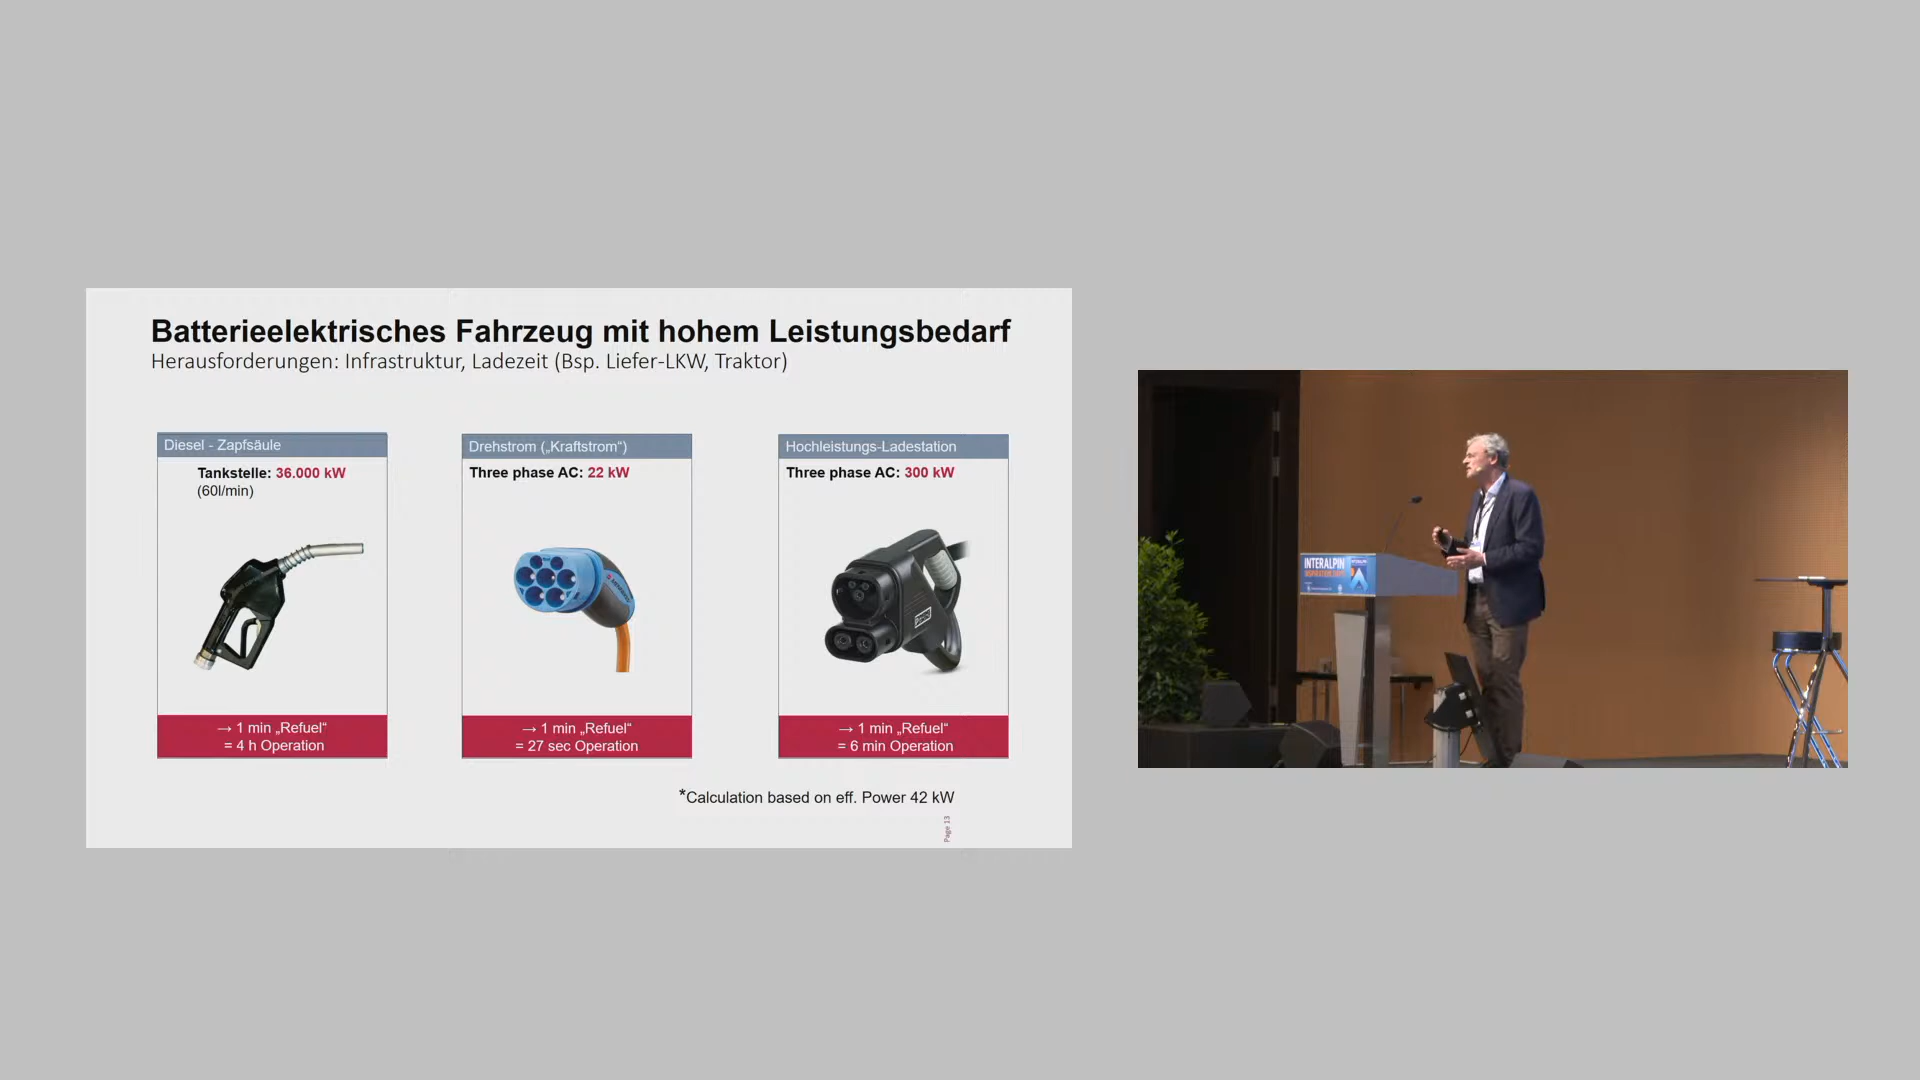 Batterieelektrisches Fahrzeug mit hohem Leistungsbedarf
Herausforderungen: Infrastruktur, Ladezeit (Bsp. Liefer-LKW, Traktor)
Diesel - Zapfsäule
Tankstelle: 36.000 kW
(60l/min)
→ 1 min „Refuel“
= 4 h Operation
Drehstrom („Kraftstrom“)
Three phase AC: 22 kW
→ 1 min „Refuel“
= 27 sec Operation
Hochleistungs-Ladestation
Three phase AC: 300 kW
→ 1 min „Refuel“
= 6 min Operation
*Calculation based on eff. Power 42 kW
Page 13
INTERALPIN